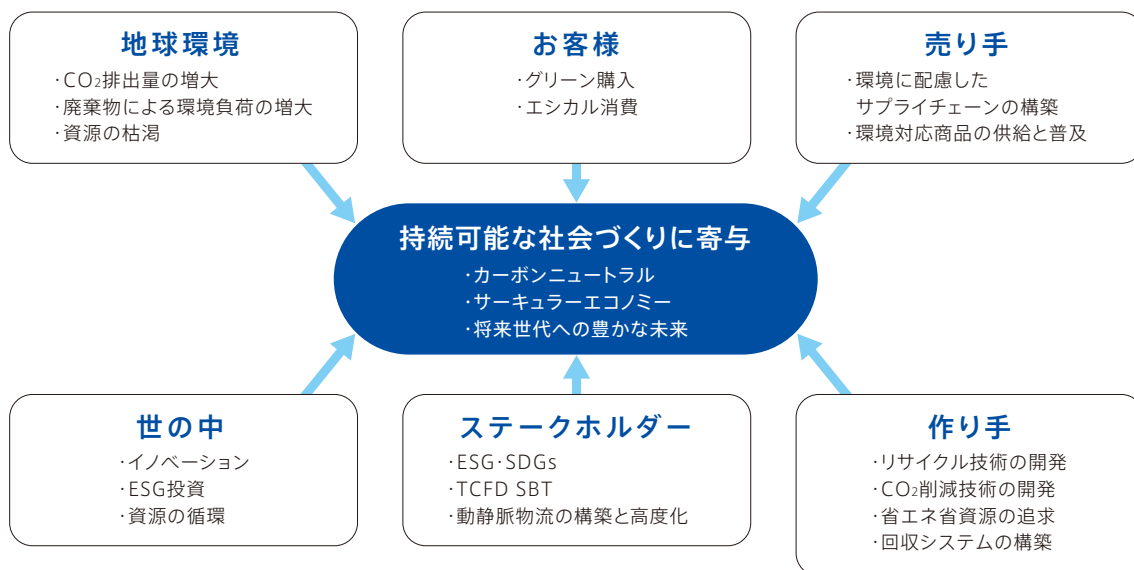 地球環境
・CO₂排出量の増大
・廃棄物による環境負荷の増大
・資源の枯渇
お客様
・グリーン購入
・エシカル消費
売り手
・環境に配慮した
サプライチェーンの構築
・環境対応商品の供給と普及
持続可能な社会づくりに寄与
・カーボンニュートラル
・サーキュラーエコノミー
・将来世代への豊かな未来
世の中
・イノベーション
・ESG投資
・資源の循環
ステークホルダー
・ESG・SDGs
・TCFD SBT
・動静脈物流の構築と高度化
作り手
・リサイクル技術の開発
・CO₂削減技術の開発
・省エネ省資源の追求
・回収システムの構築